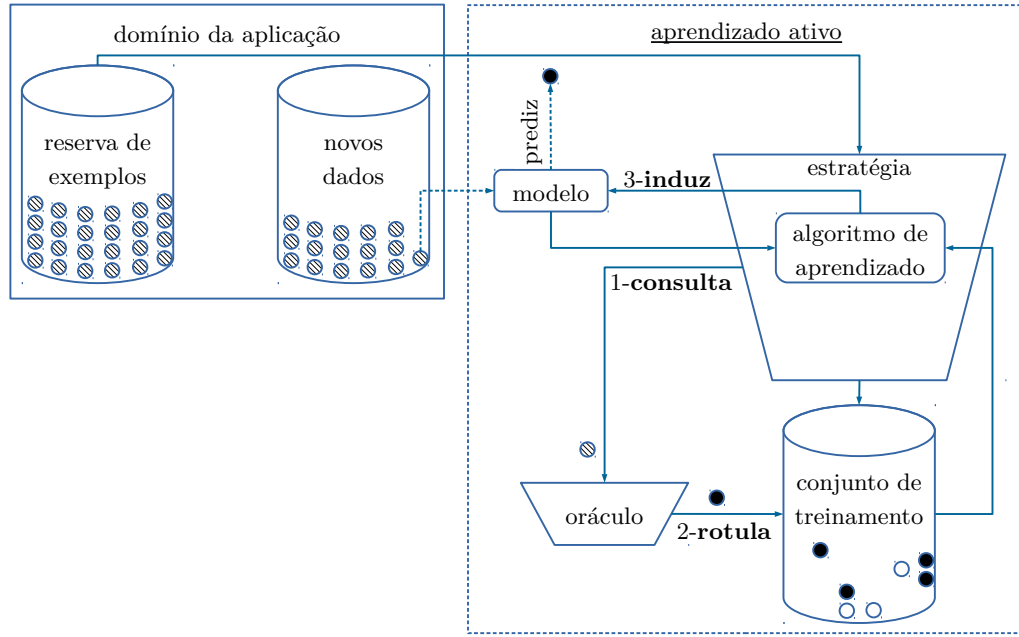 domínio da aplicação
aprendizado ativo
reserva de
exemplos
novos
dados
prediz
modelo
3-induz
estratégia
algoritmo de
aprendizado
1-consulta
oráculo
2-rotula
conjunto de
treinamento